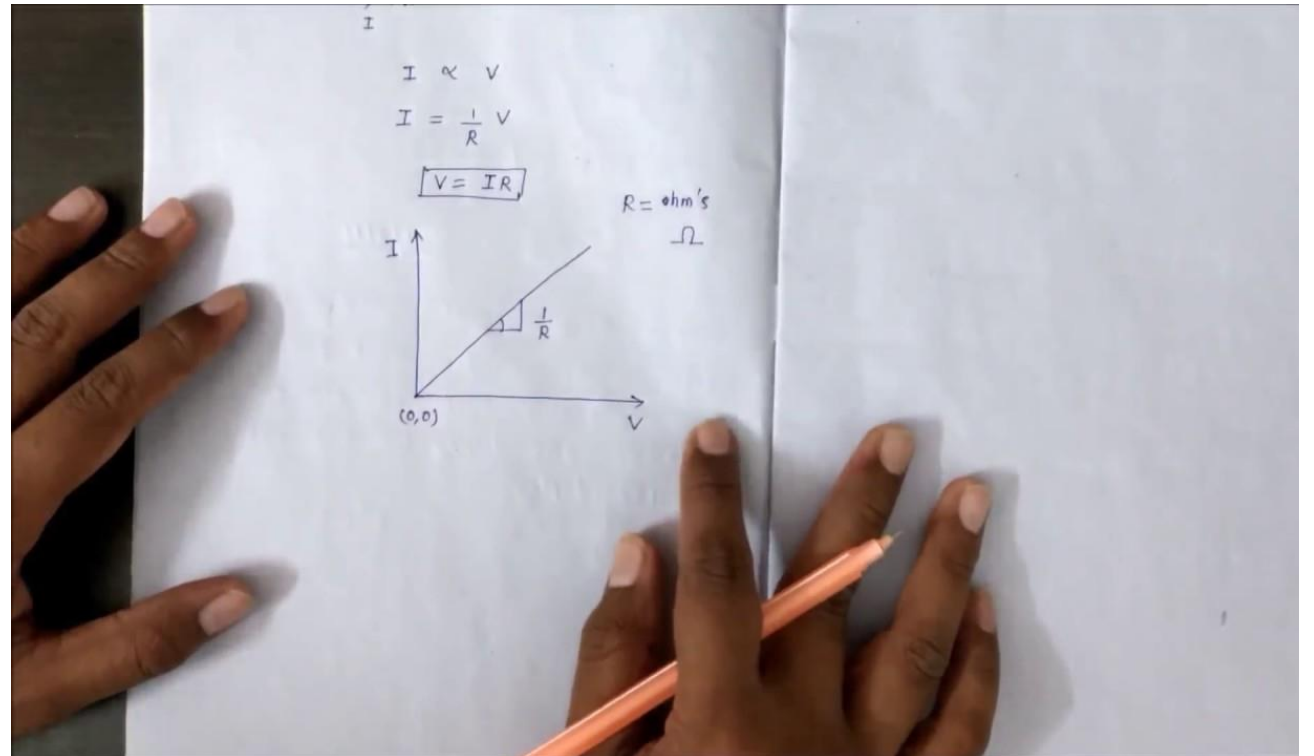 I
I ∝ V
I = 1/R V
V = IR
R = ohm's
Ω
I
1/R
(0,0)
V